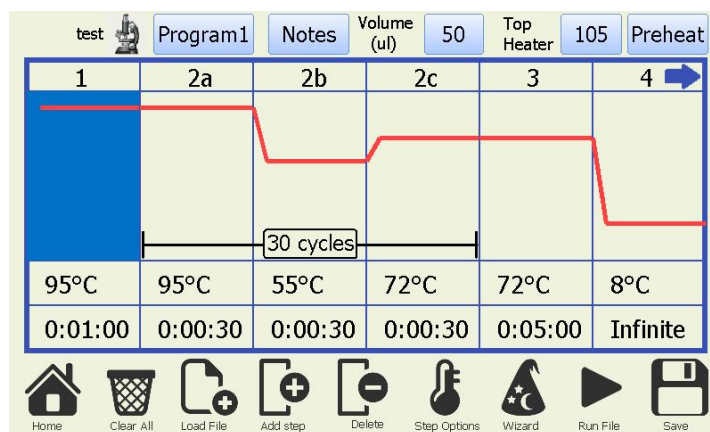 test Program1 Notes Volume (ul) 50 Top Heater 105 Preheat
1 2a 2b 2c 3 4
30 cycles
95°C 95°C 55°C 72°C 72°C 8°C
0:01:00 0:00:30 0:00:30 0:00:30 0:05:00 Infinite
Home Clear All Load File Add step Delete Step Options Wizard Run File Save